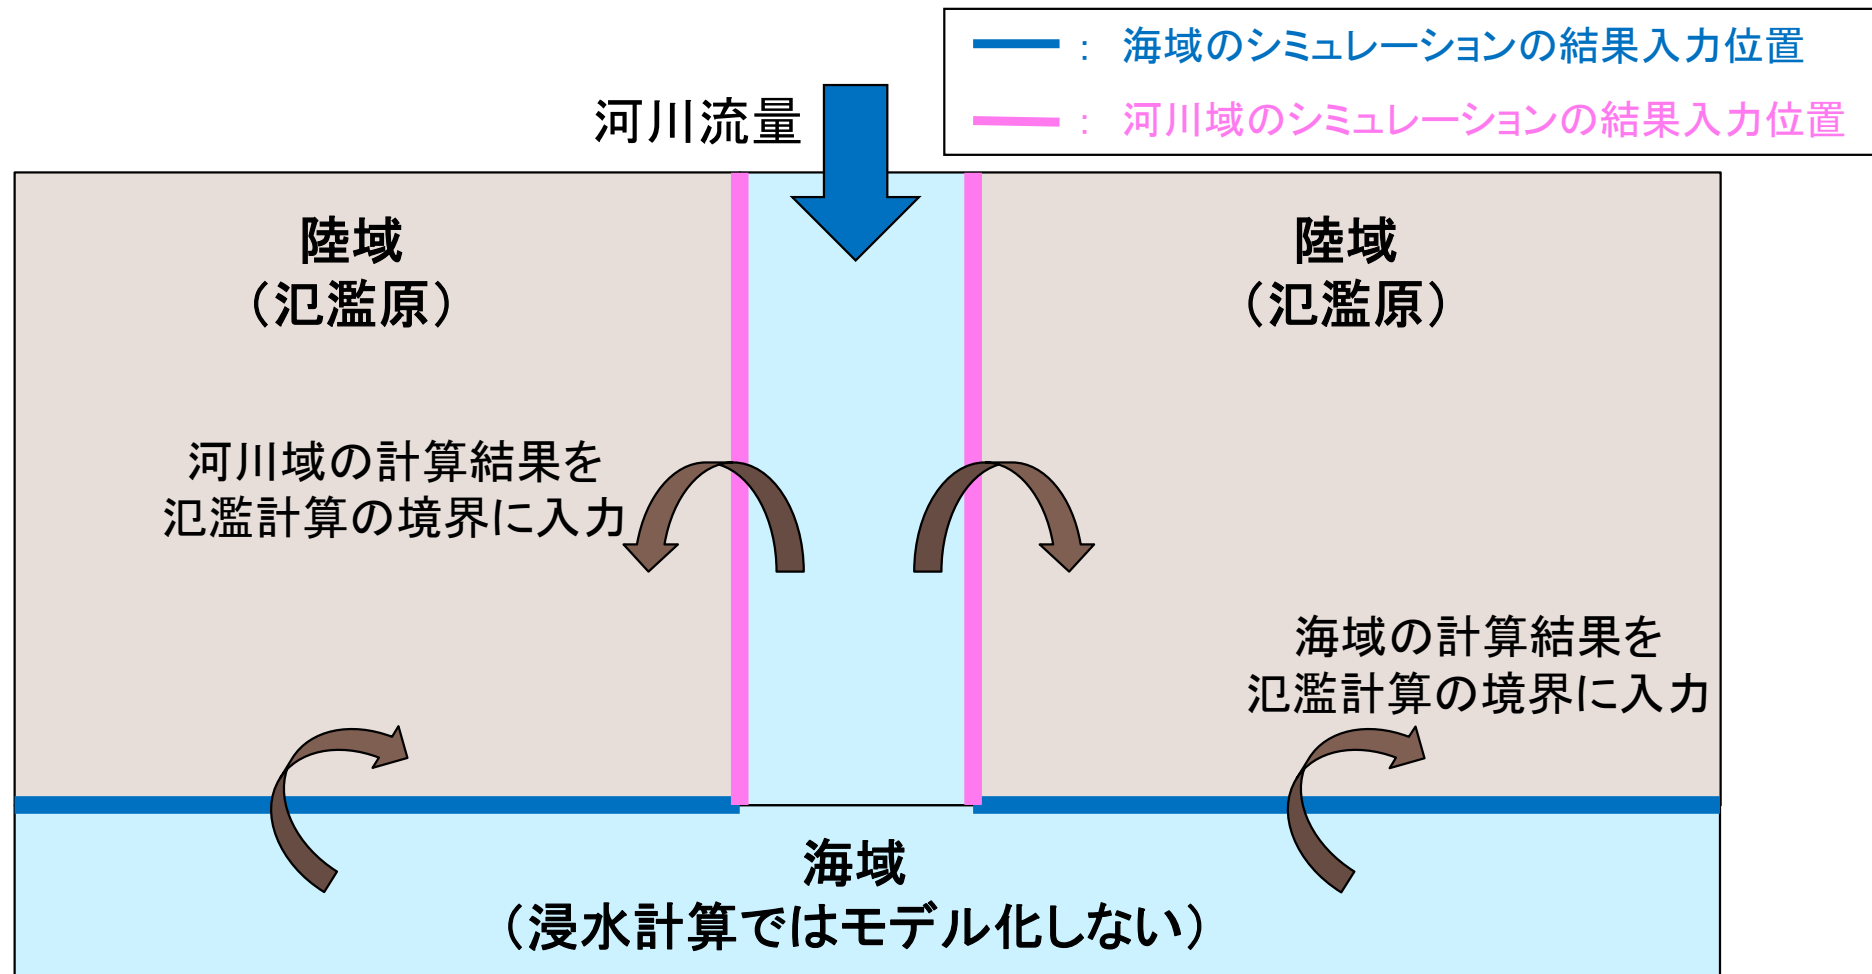 ： 海域のシミュレーションの結果入力位置
： 河川域のシミュレーションの結果入力位置
河川流量
陸域
（氾濫原）
陸域
（氾濫原）
河川域の計算結果を
氾濫計算の境界に入力
海域の計算結果を
氾濫計算の境界に入力
海域
（浸水計算ではモデル化しない）